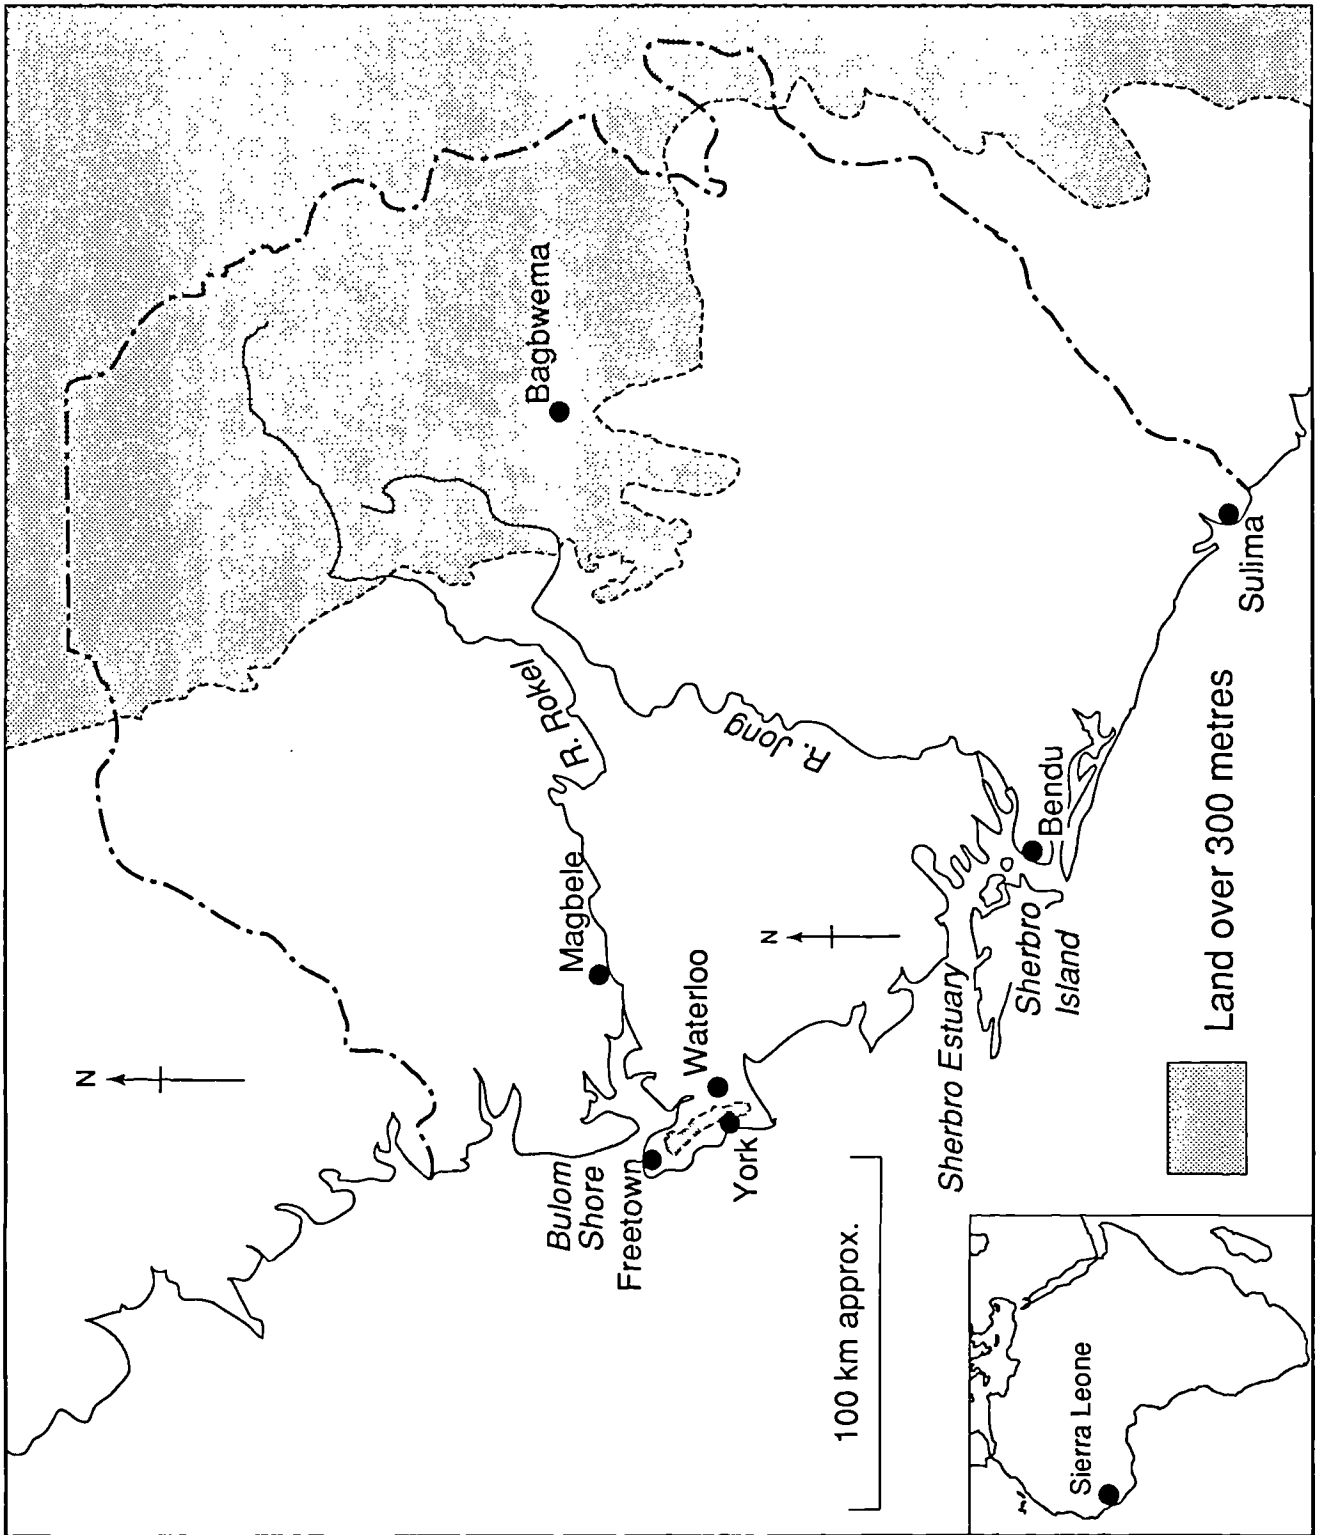 N
Bagbwema
R. Rokel
Magbele
R. Jong
N
Waterloo
Bulom
Shore
Freetown
York
Sherbro Estuary
Sherbro
Island
Bendu
Sulima
100 km approx.
Land over 300 metres
Sierra Leone